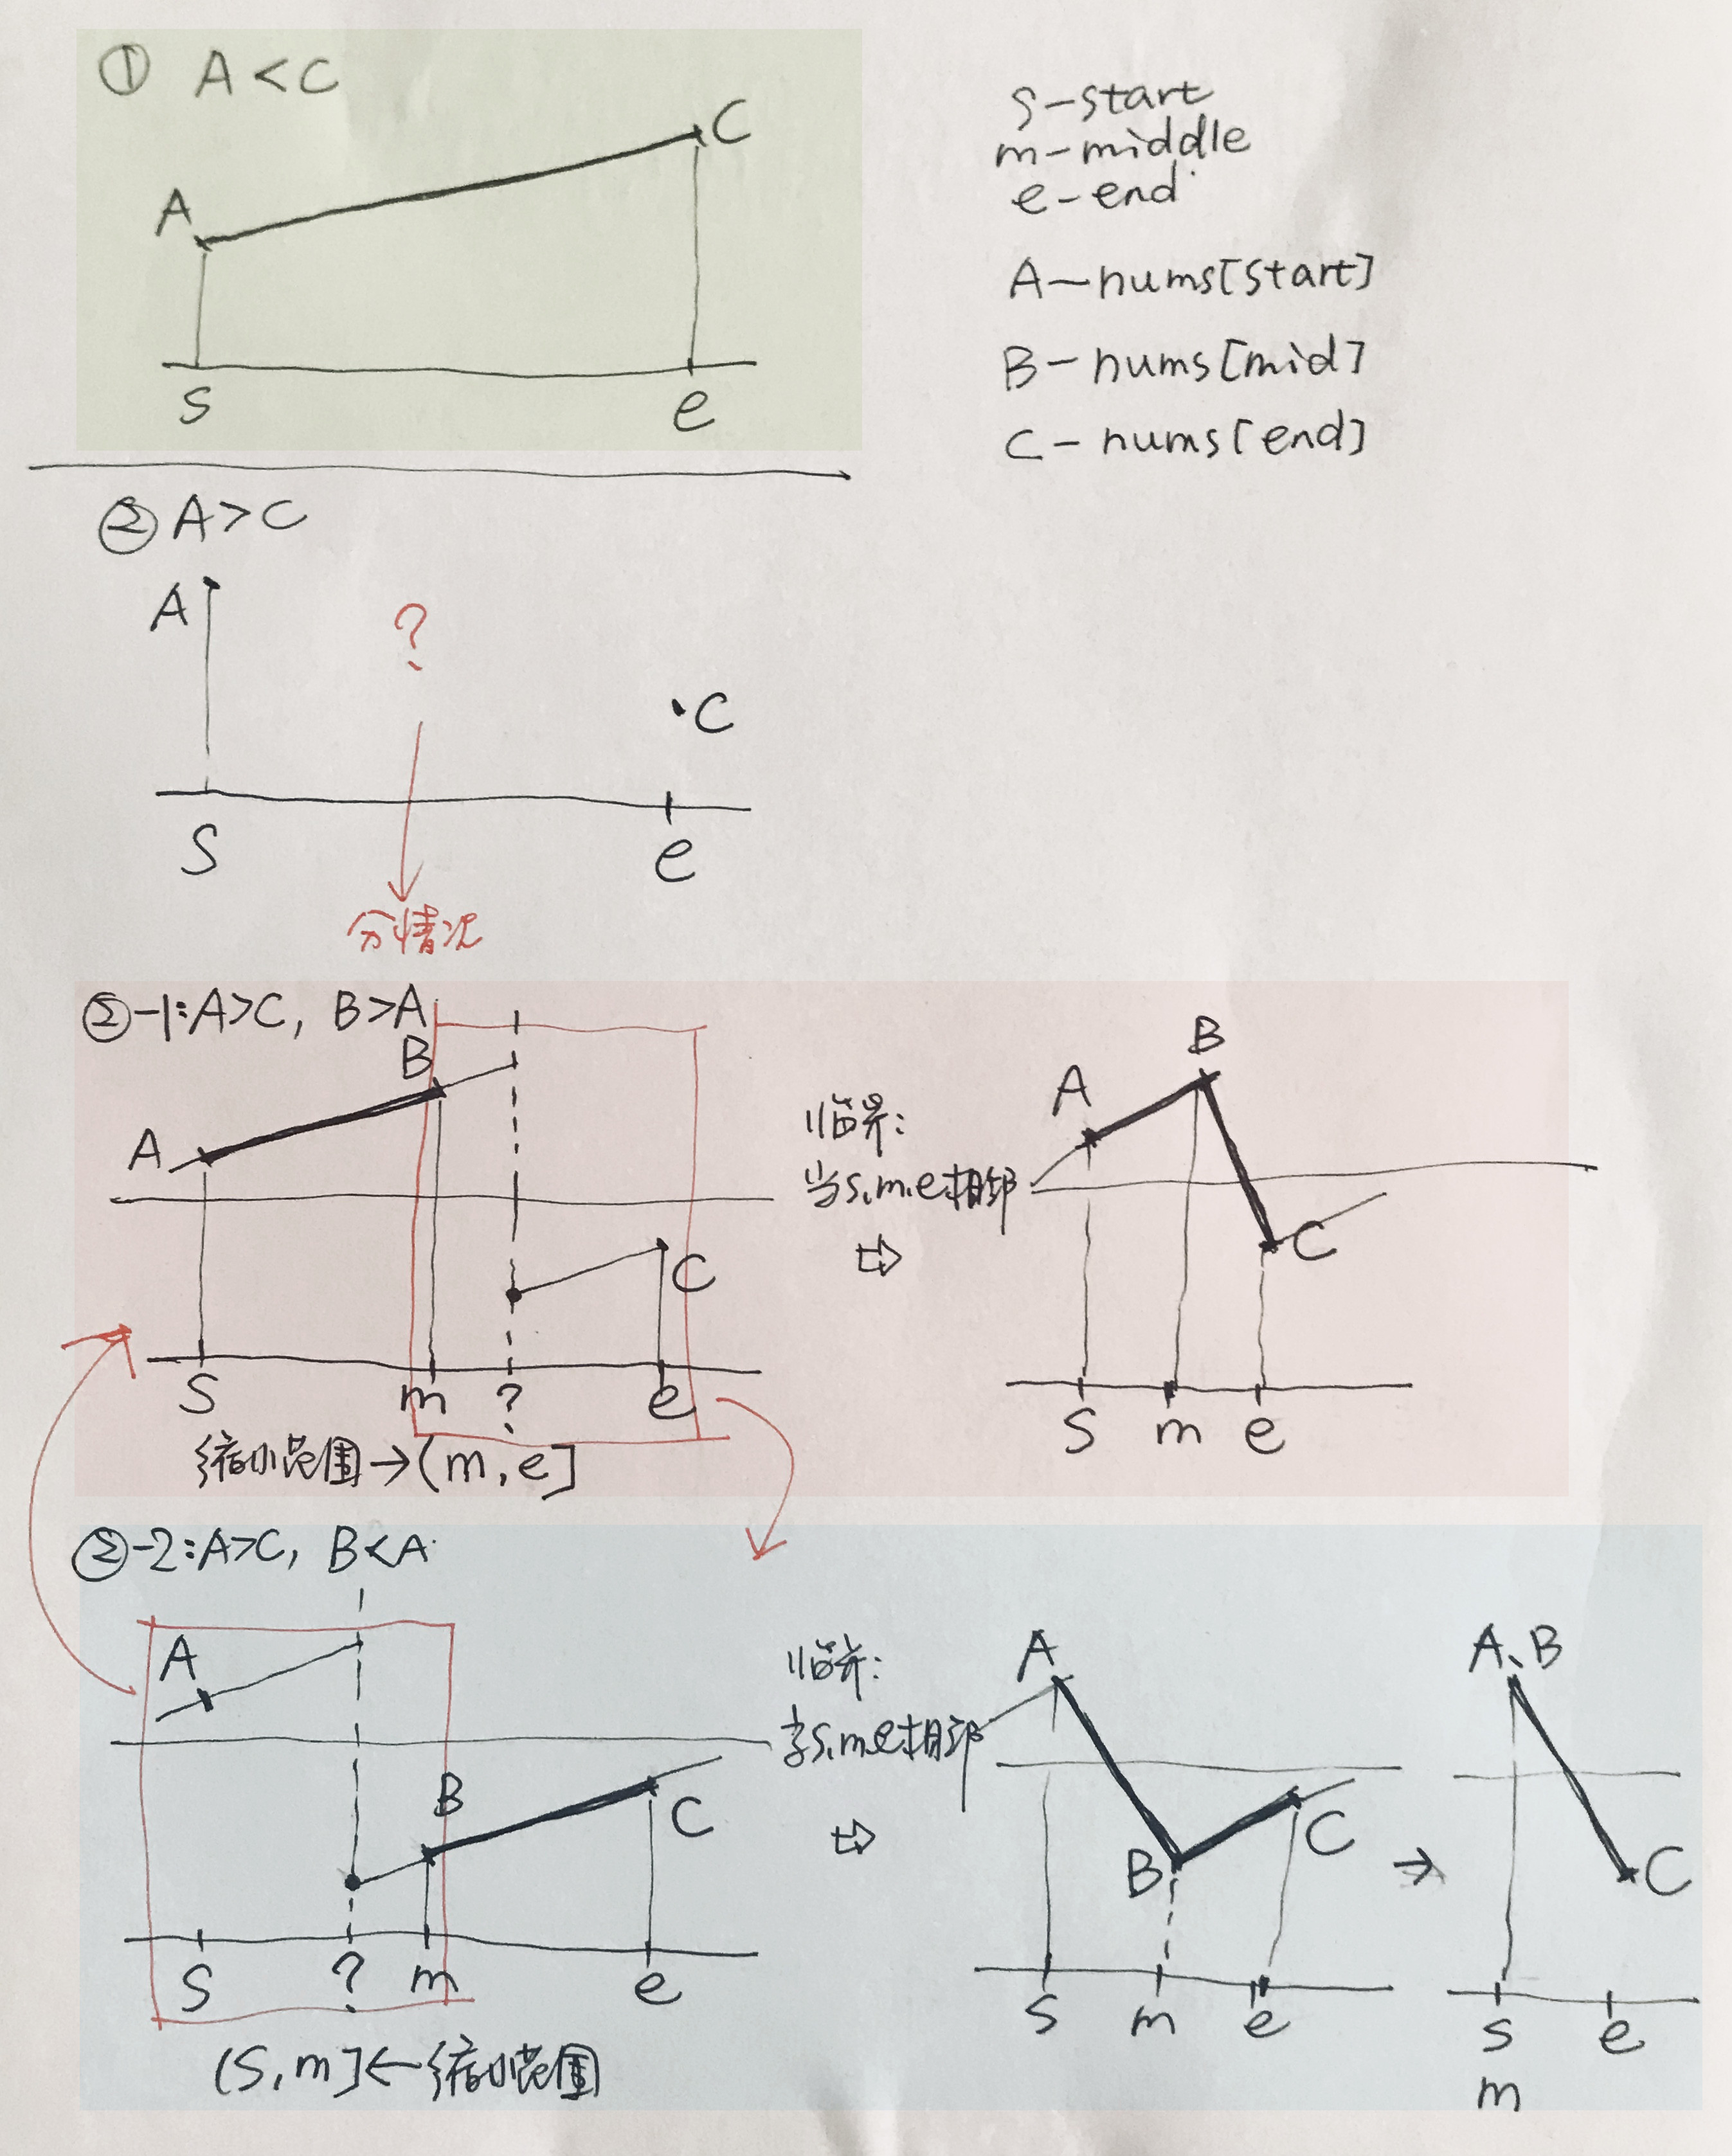 ① A<C
A
C
s
e
s-start
m-middle
e-end
A-nums[start]
B-nums[mid]
C-nums[end]
② A>C
A
?
C
S
e
分情况
②-1:A>C, B>A
A
B
C
s
m
?
e
缩小范围→(m,e]
临界:
当s,m,e相邻
⇨
A
B
C
s
m
e
②-2:A>C, B<A
A
B
C
S
?
m
e
(S,m]←缩小范围
临界:
当s,m,e相邻
⇨
A
B
C
s
m
e
→
A、B
C
s
e
m